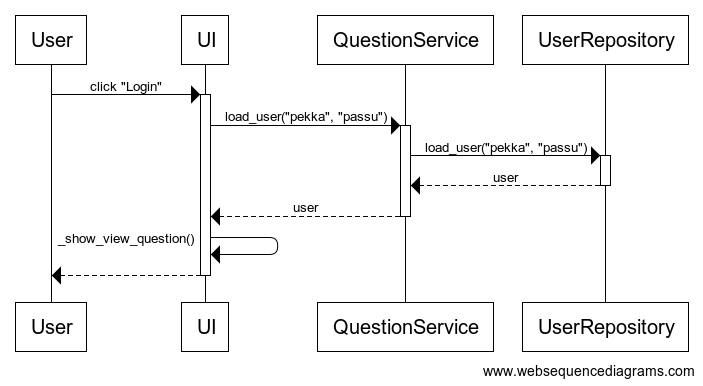 User UI QuestionService UserRepository
click "Login"
load_user("pekka", "passu")
load_user("pekka", "passu")
user
user
_show_view_question()
User UI QuestionService UserRepository
www.websequencediagrams.com